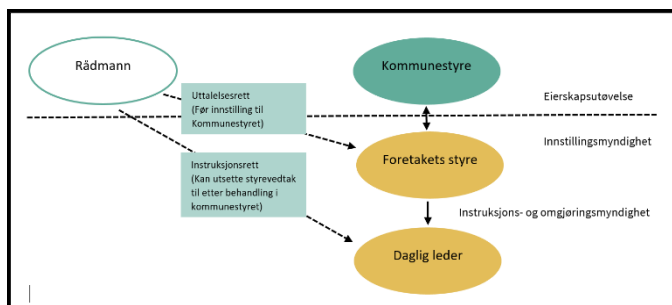 Rådmann
Kommunestyre
Uttalelsesrett
(Før innstilling til
Kommunestyret)
Eierskapsutøvelse
Innstillingsmyndighet
Foretakets styre
Instruksjonsrett
(Kan utsette styrevedtak
til etter behandling i
kommunestyret)
Instruksjons- og omgjøringmyndighet
Daglig leder